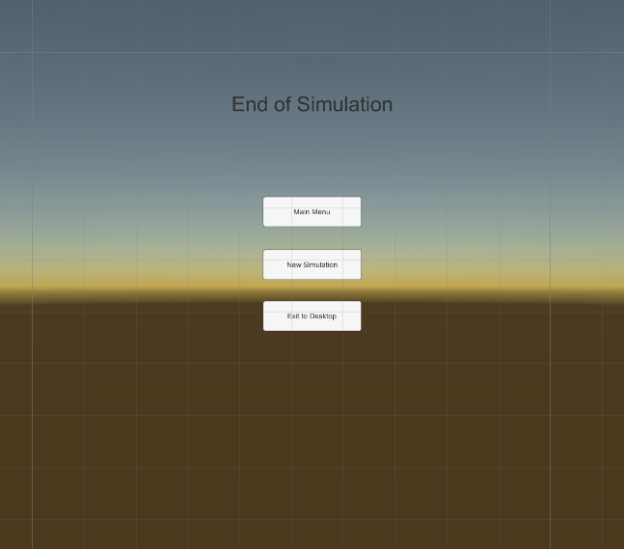 End of Simulation
Main Menu
New Simulation
Exit to Desktop